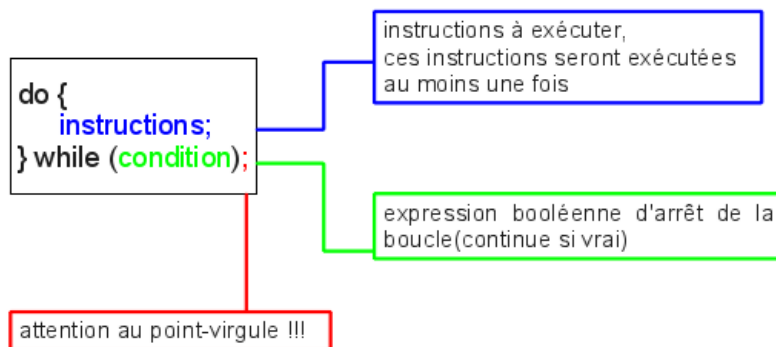 instructions à exécuter,
ces instructions seront exécutées
au moins une fois
do {
instructions;
} while (condition);
expression booléenne d'arrêt de la
boucle(continue si vrai)
attention au point-virgule !!!